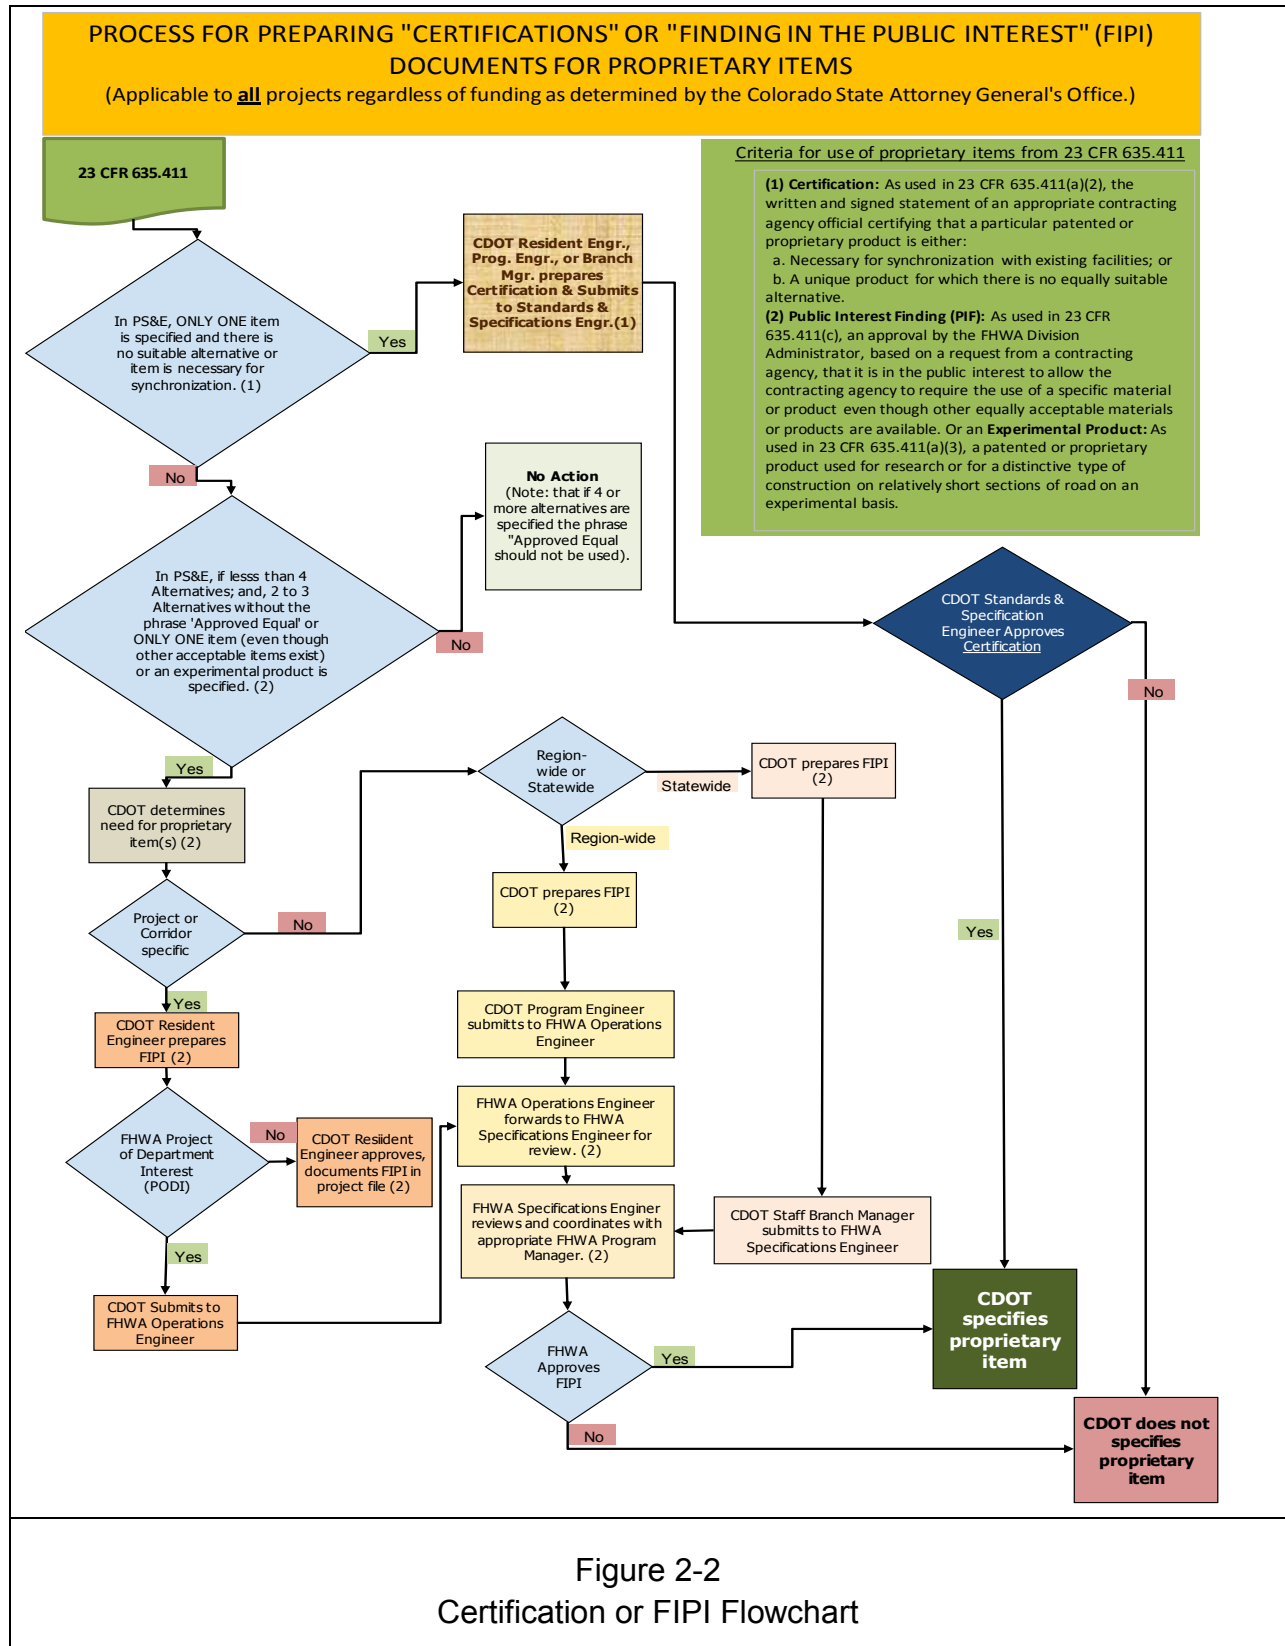 PROCESS FOR PREPARING "CERTIFICATIONS" OR "FINDING IN THE PUBLIC INTEREST" (FIPI)
DOCUMENTS FOR PROPRIETARY ITEMS
(Applicable to all projects regardless of funding as determined by the Colorado State Attorney General's Office.)
23 CFR 635.411
Criteria for use of proprietary items from 23 CFR 635.411
(1) Certification: As used in 23 CFR 635.411(a)(2), the
written and signed statement of an appropriate contracting
agency official certifying that a particular patented or
proprietary product is either:
a. Necessary for synchronization with existing facilities; or
b. A unique product for which there is no equally suitable
alternative.
(2) Public Interest Finding (PIF): As used in 23 CFR
635.411(c), an approval by the FHWA Division
Administrator, based on a request from a contracting
agency, that it is in the public interest to allow the
contracting agency to require the use of a specific material
or product even though other equally acceptable materials
or products are available. Or an Experimental Product: As
used in 23 CFR 635.411(a)(3), a patented or proprietary
product used for research or for a distinctive type of
construction on relatively short sections of road on an
experimental basis.
In PS&E, ONLY ONE item
is specified and there is
no suitable alternative or
item is necessary for
synchronization. (1)
Yes
CDOT Resident Engr.,
Prog. Engr., or Branch
Mgr. prepares
Certification & Submits
to Standards &
Specifications Engr.(1)
No
No Action
(Note: that if 4 or
more alternatives are
specified the phrase
"Approved Equal
should not be used).
In PS&E, if lesss than 4
Alternatives; and, 2 to 3
Alternatives without the
phrase 'Approved Equal' or
ONLY ONE item (even though
other acceptable items exist)
or an experimental product is
specified. (2)
No
CDOT Standards &
Specification
Engineer Approves
Certification
No
Yes
Yes
CDOT determines
need for proprietary
item(s) (2)
Region-
wide or
Statewide
Statewide
CDOT prepares FIPI
(2)
Region-wide
CDOT prepares FIPI
(2)
Project or
Corridor
specific
No
Yes
CDOT Resident
Engineer prepares
FIPI (2)
CDOT Program Engineer
submitts to FHWA Operations
Engineer
FHWA Project
of Department
Interest
(PODI)
No
CDOT Resiident
Engineer approves,
documents FIPI in
project file (2)
FHWA Operations Engineer
forwards to FHWA
Specifications Engineer for
review. (2)
FHWA Specifications Enginer
reviews and coordinates with
appropriate FHWA Program
Manager. (2)
CDOT Staff Branch Manager
submitts to FHWA
Specifications Engineer
Yes
CDOT Submits to
FHWA Operations
Engineer
FHWA
Approves
FIPI
Yes
No
CDOT
specifies
proprietary
item
CDOT does not
specifies
proprietary
item
Figure 2-2
Certification or FIPI Flowchart